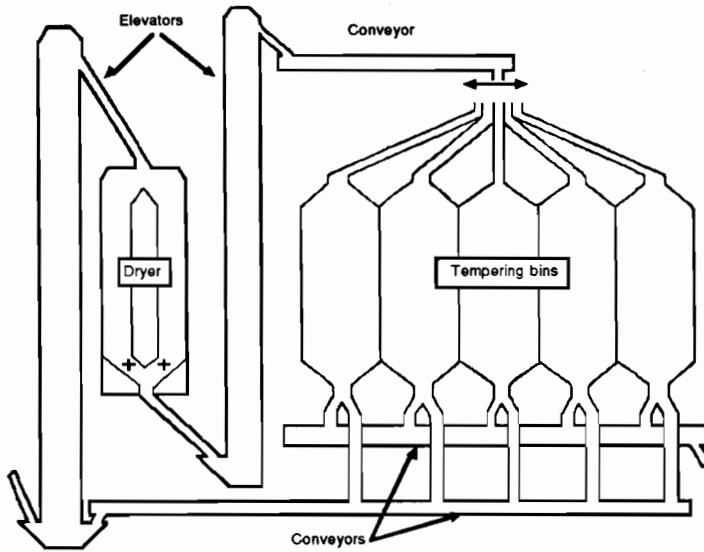 Elevators
Conveyor
Dryer
Tempering bins
Conveyors